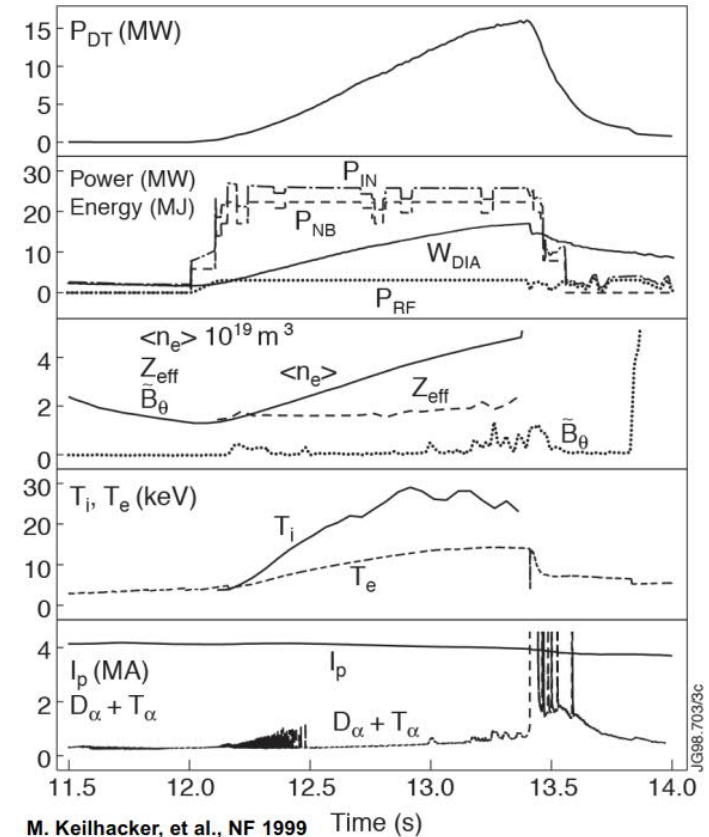 P_DT (MW)
15
10
5
0
30
20
10
0
Power (MW)
Energy (MJ)
P_IN
P_NB
W_DIA
P_RF
4
2
0
<n_e> 10^19 m^3
Z_eff
B̃_θ
<n_e>
Z_eff
B̃_θ
30
20
10
0
T_i, T_e (keV)
T_i
T_e
4
2
0
I_p (MA)
D_α + T_α
I_p
D_α + T_α
11.5 12.0 12.5 13.0 13.5 14.0
Time (s)
JG98.703/3c
M. Keilhacker, et al., NF 1999